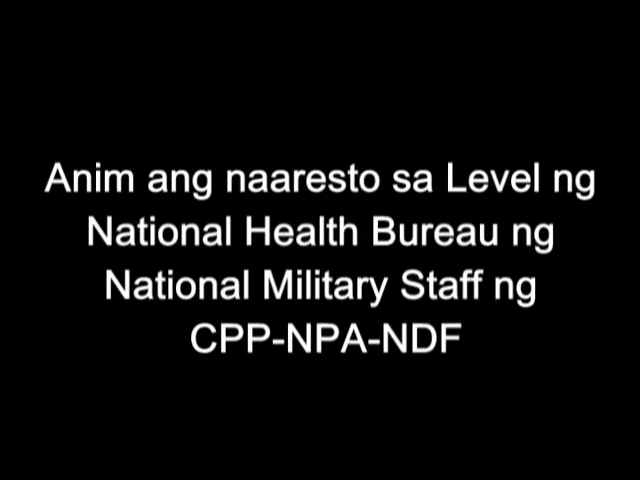 Anim ang naaresto sa Level ng
National Health Bureau ng
National Military Staff ng
CPP-NPA-NDF